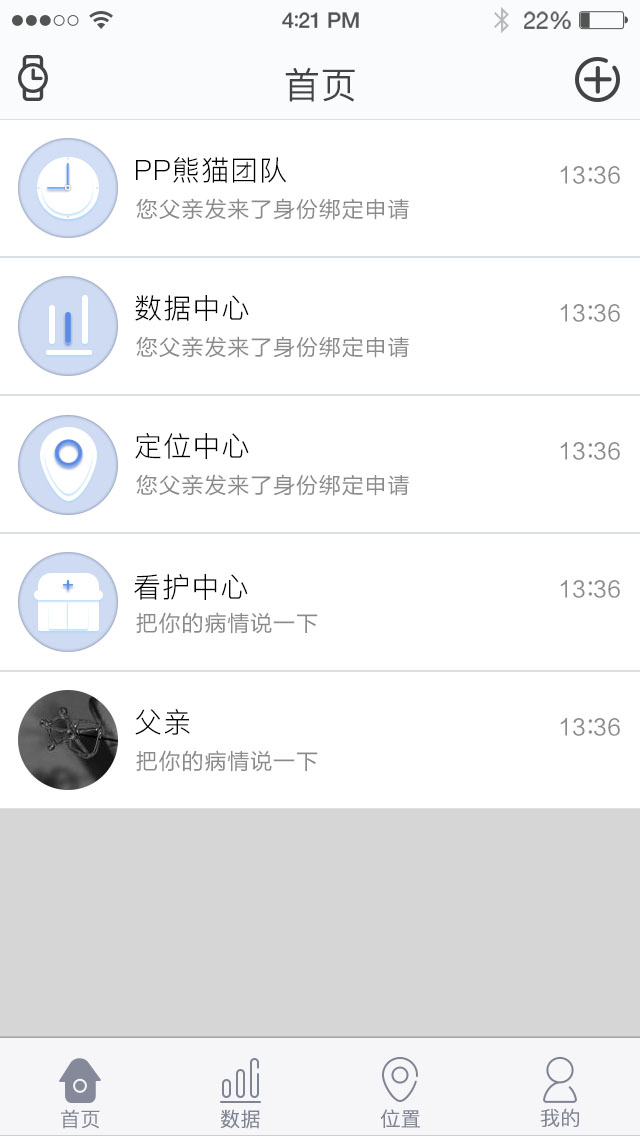 4:21 PM 22%
首页
PP熊猫团队 13:36
您父亲发来了身份绑定申请
数据中心 13:36
您父亲发来了身份绑定申请
定位中心 13:36
您父亲发来了身份绑定申请
看护中心 13:36
把你的病情说一下
父亲 13:36
把你的病情说一下
首页 数据 位置 我的